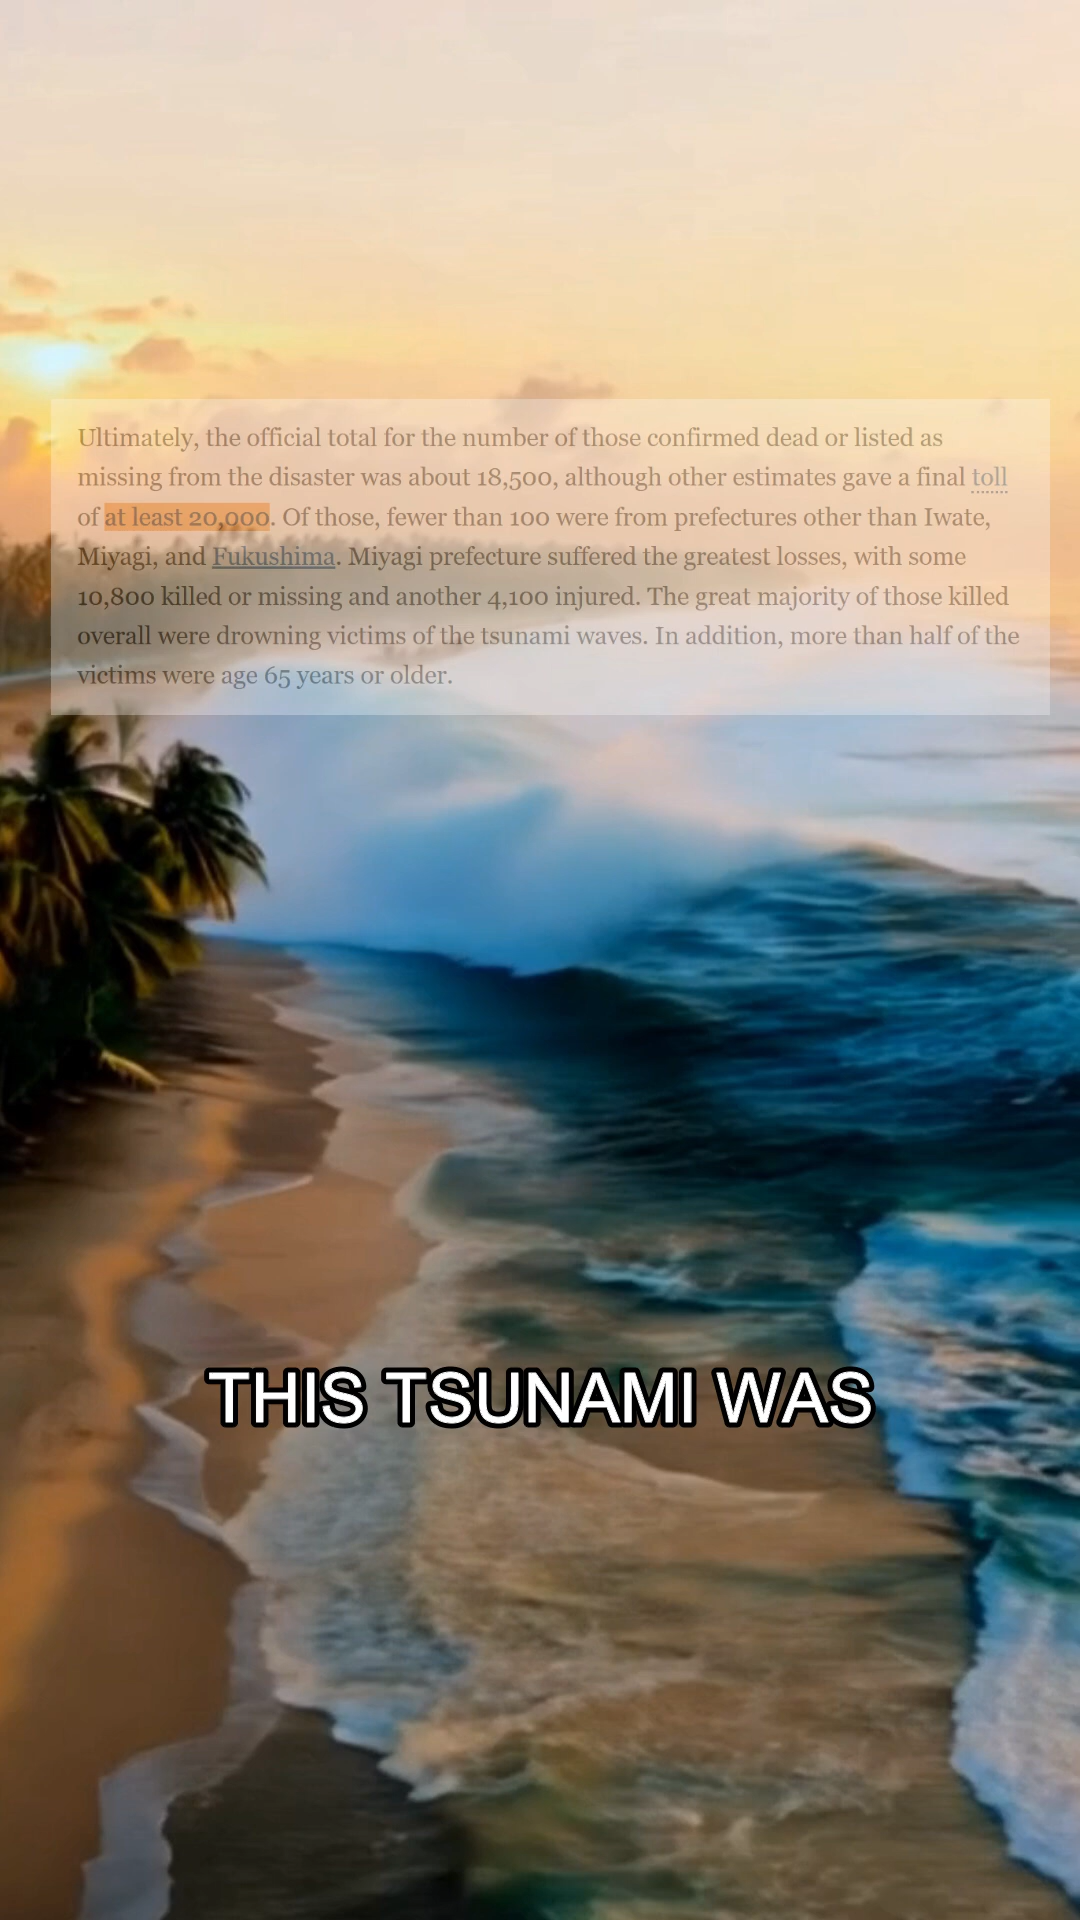 Ultimately, the official total for the number of those confirmed dead or listed as
missing from the disaster was about 18,500, although other estimates gave a final toll
of at least 20,000. Of those, fewer than 100 were from prefectures other than Iwate,
Miyagi, and Fukushima. Miyagi prefecture suffered the greatest losses, with some
10,800 killed or missing and another 4,100 injured. The great majority of those killed
overall were drowning victims of the tsunami waves. In addition, more than half of the
victims were age 65 years or older.
THIS TSUNAMI WAS